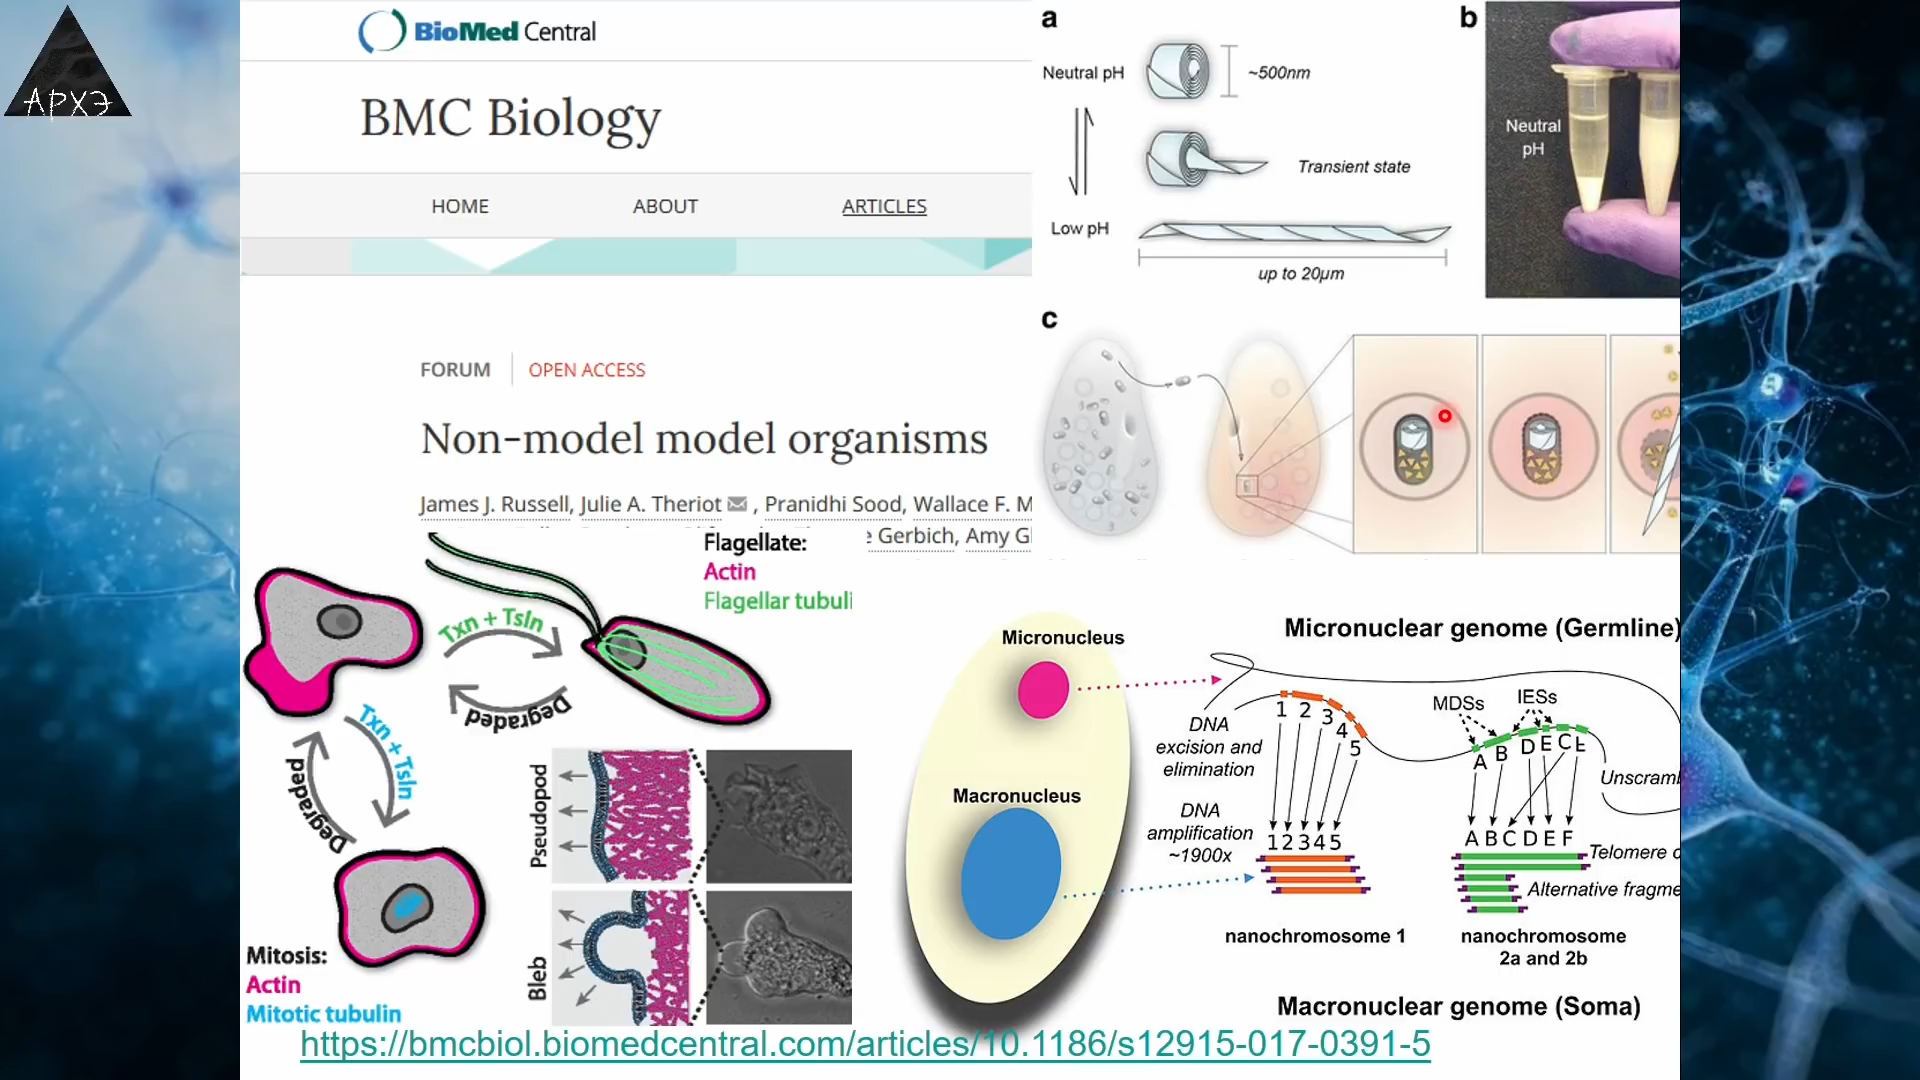 АРХЭ
BioMed Central
BMC Biology
HOME ABOUT ARTICLES
FORUM OPEN ACCESS
Non-model model organisms
James J. Russell, Julie A. Theriot , Pranidhi Sood, Wallace F. M
e Gerbich, Amy Gl
a
Neutral pH
~500nm
Transient state
Low pH
up to 20µm
b
Neutral
pH
c
Flagellate:
Actin
Flagellar tubuli
Txn + Tsln
Degraded
Txn + Tsln
Degraded
Mitosis:
Actin
Mitotic tubulin
Pseudopod
Bleb
Micronucleus
Macronucleus
Micronuclear genome (Germline)
1 2 3 4 5
DNA
excision and
elimination
MDSs IESs
A B D E C
Unscram
DNA
amplification
~1900x
1 2 3 4 5
A B C D E F
Telomere
Alternative fragme
nanochromosome 1
nanochromosome
2a and 2b
Macronuclear genome (Soma)
https://bmcbiol.biomedcentral.com/articles/10.1186/s12915-017-0391-5